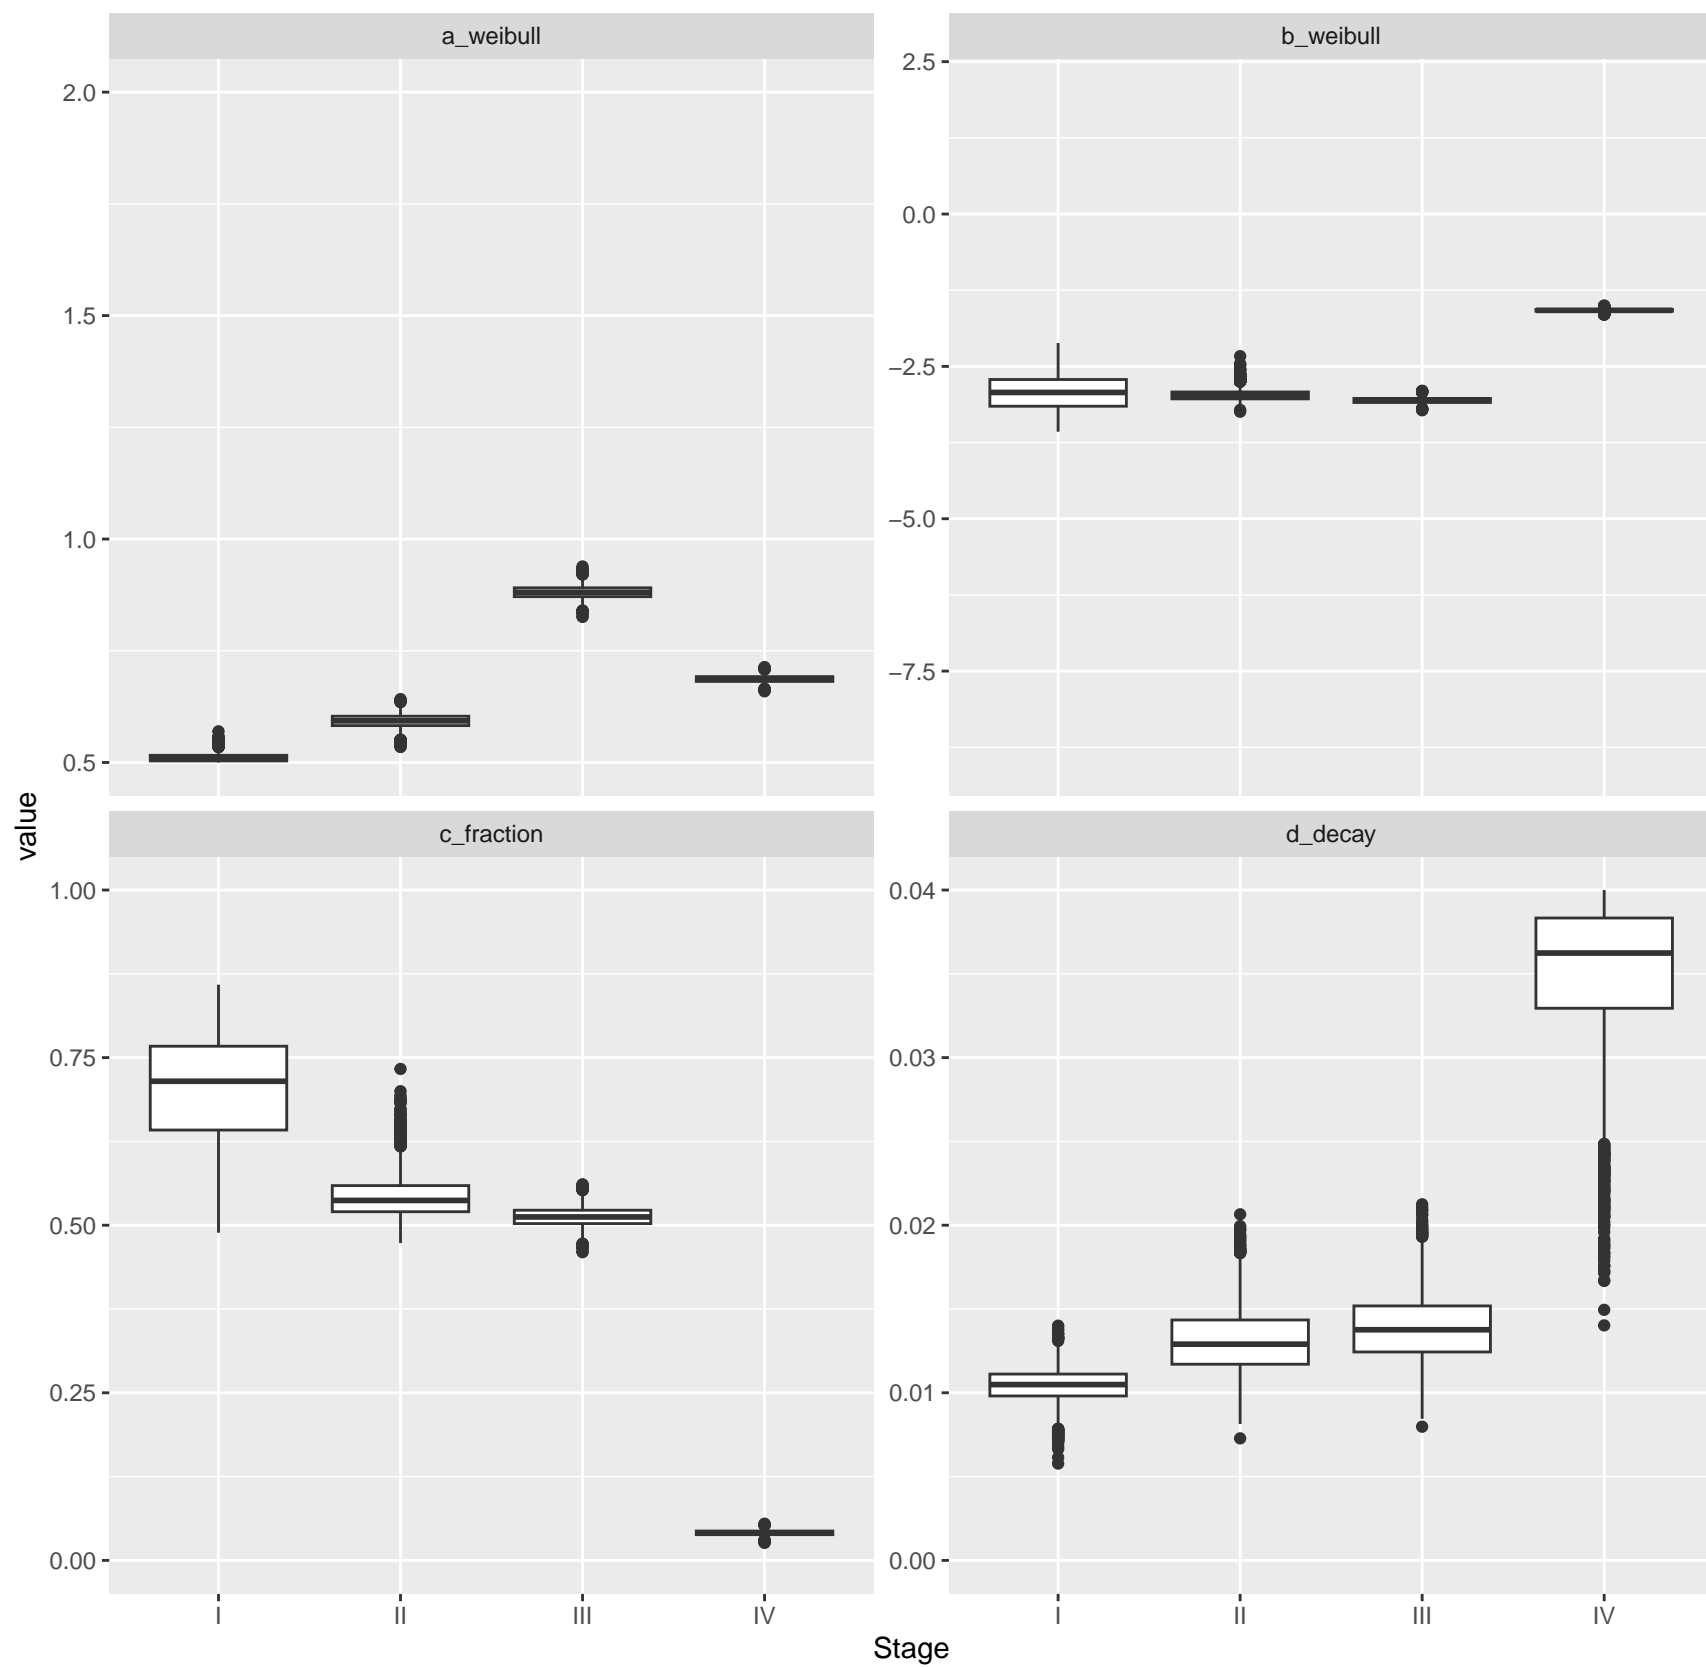 a_weibull
b_weibull
2.0
1.5
1.0
0.5
2.5
0.0
−2.5
−5.0
−7.5
value
c_fraction
d_decay
1.00
0.75
0.50
0.25
0.00
0.04
0.03
0.02
0.01
0.00
I II III IV
I II III IV
Stage